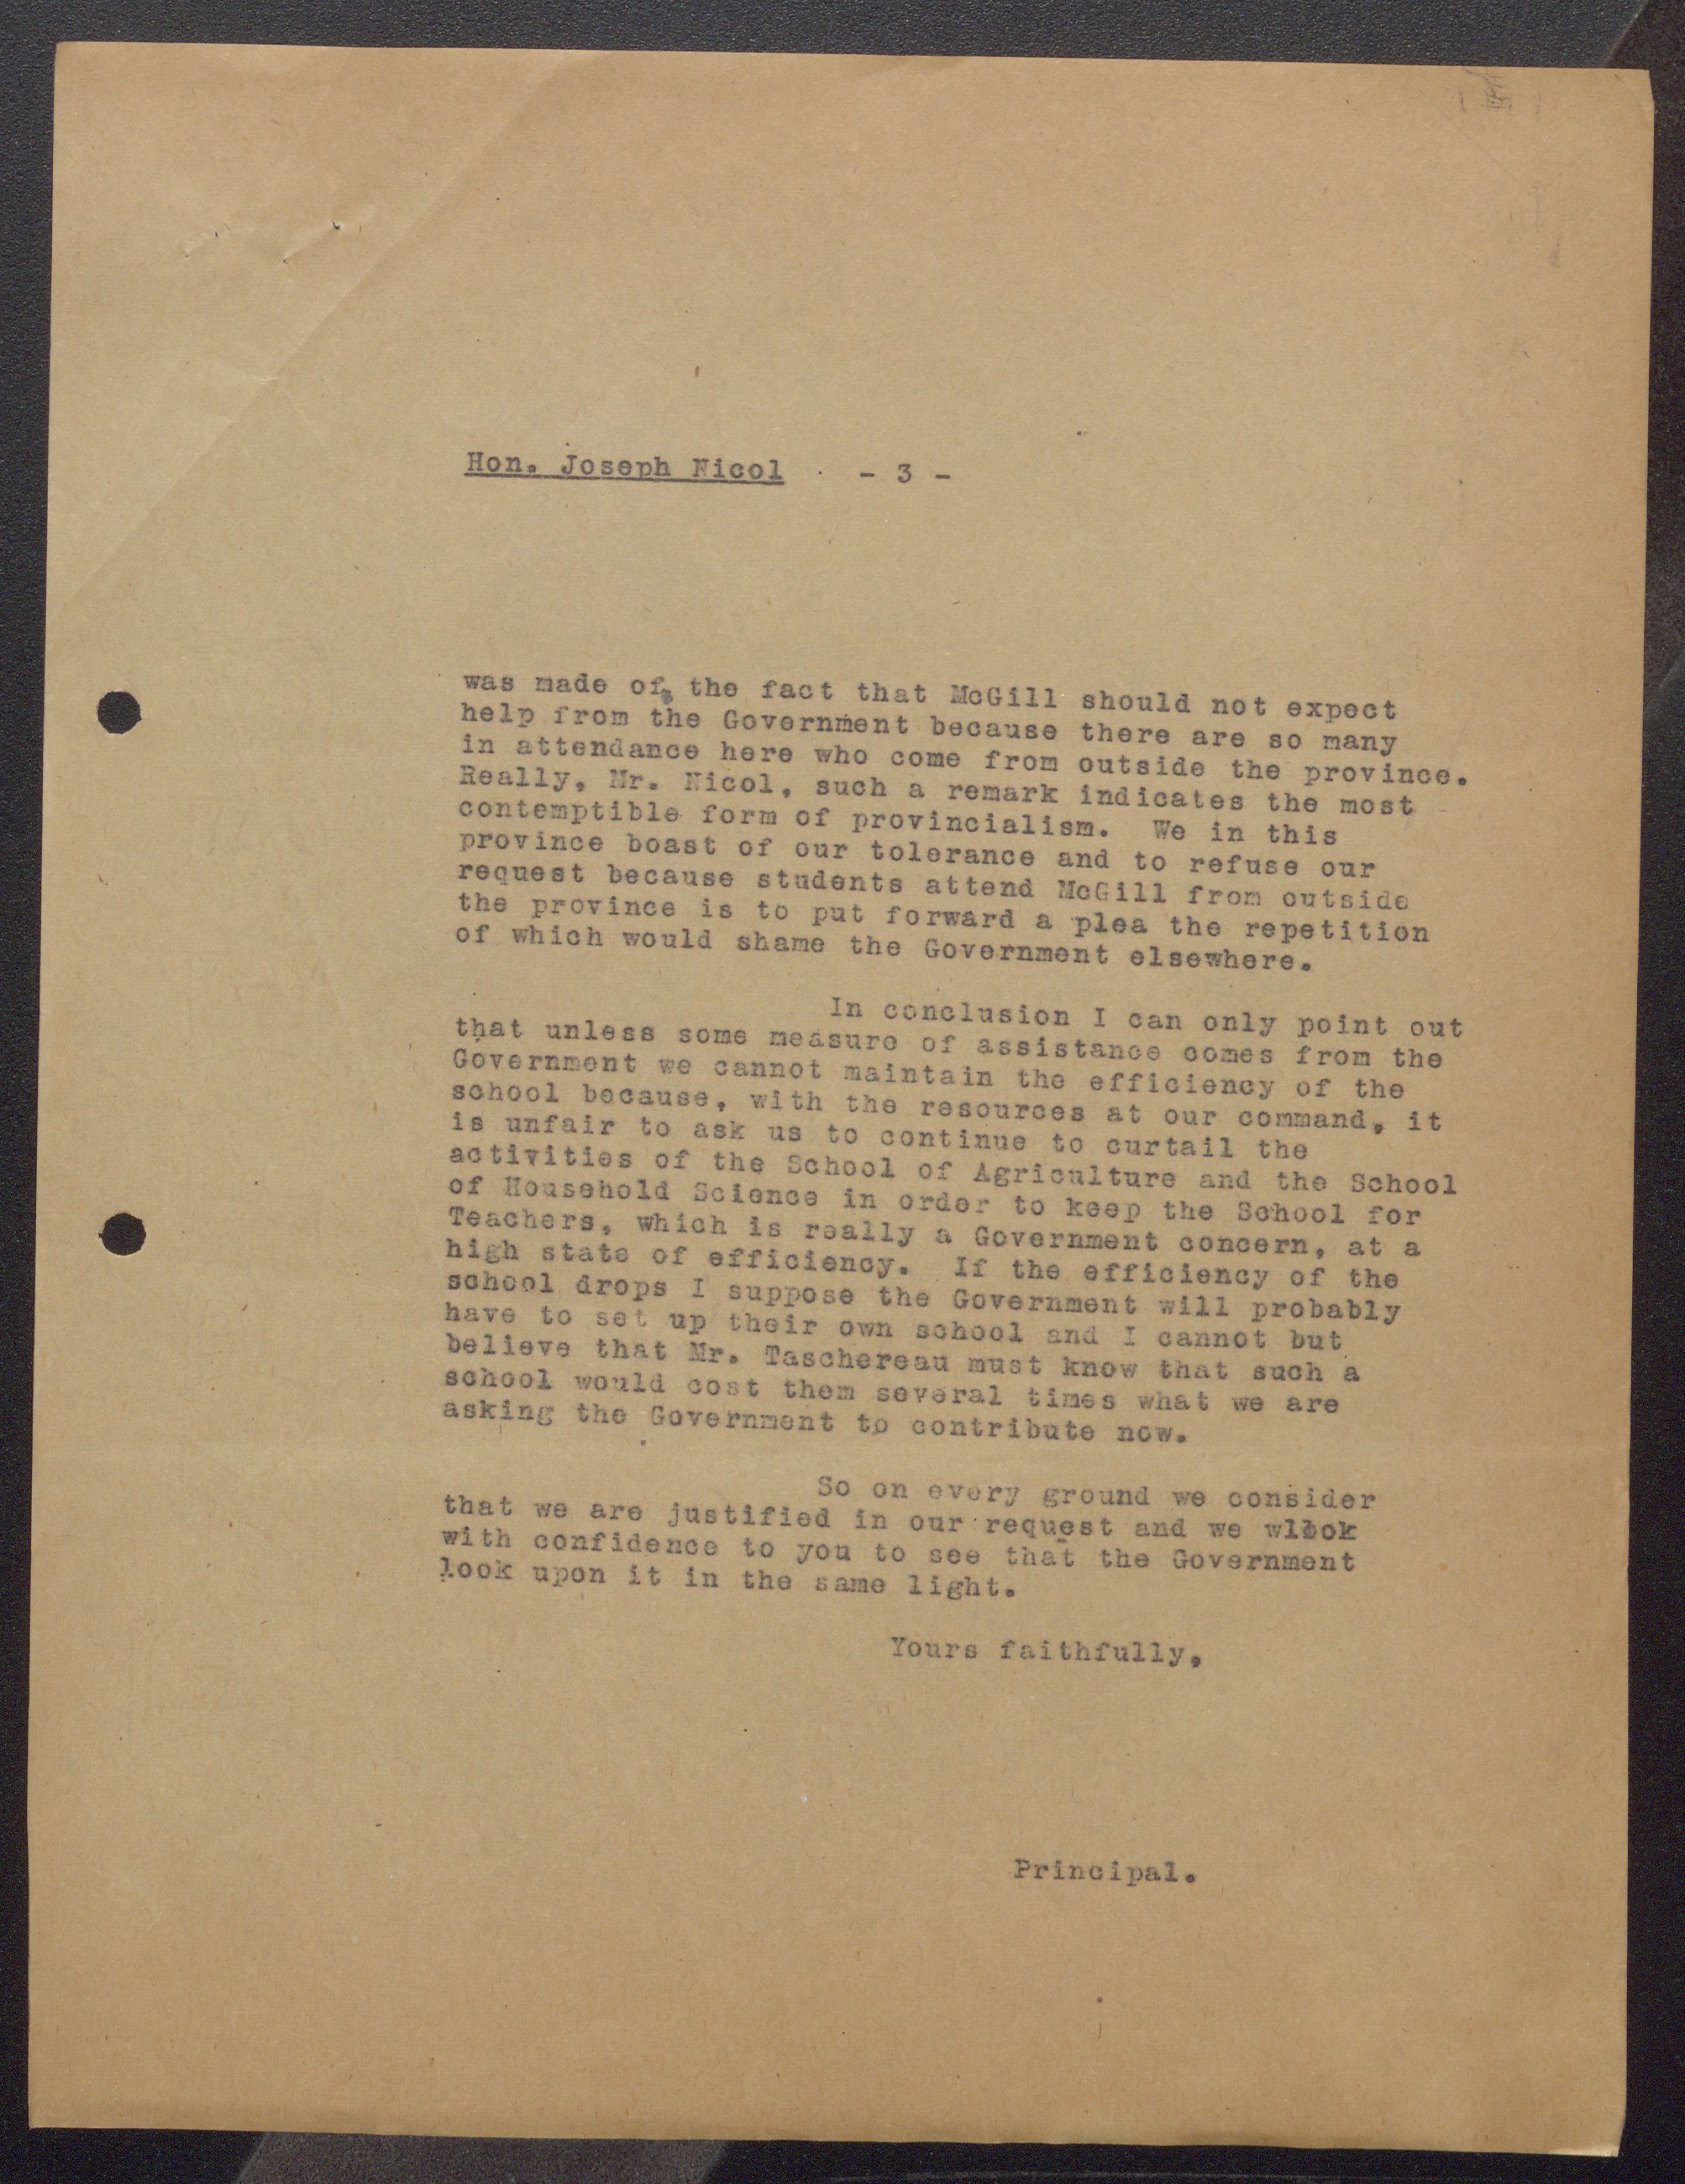 Hon. Joseph Nicol - 3 -
was made of the fact that McGill should not expect
help from the Government because there are so many
in attendance here who come from outside the province.
Really, Mr. Nicol, such a remark indicates the most
contemptible form of provincialism. We in this
province boast of our tolerance and to refuse our
request because students attend McGill from outside
the province is to put forward a plea the repetition
of which would shame the Government elsewhere.
In conclusion I can only point out
that unless some measure of assistance comes from the
Government we cannot maintain the efficiency of the
school because, with the resources at our command, it
is unfair to ask us to continue to curtail the
activities of the School of Agriculture and the School
of Household Science in order to keep the School for
Teachers, which is really a Government concern, at a
high state of efficiency. If the efficiency of the
school drops I suppose the Government will probably
have to set up their own school and I cannot but
believe that Mr. Taschereau must know that such a
school would cost them several times what we are
asking the Government to contribute now.
So on every ground we consider
that we are justified in our request and we wllook
with confidence to you to see that the Government
look upon it in the same light.
Yours faithfully,
Principal.